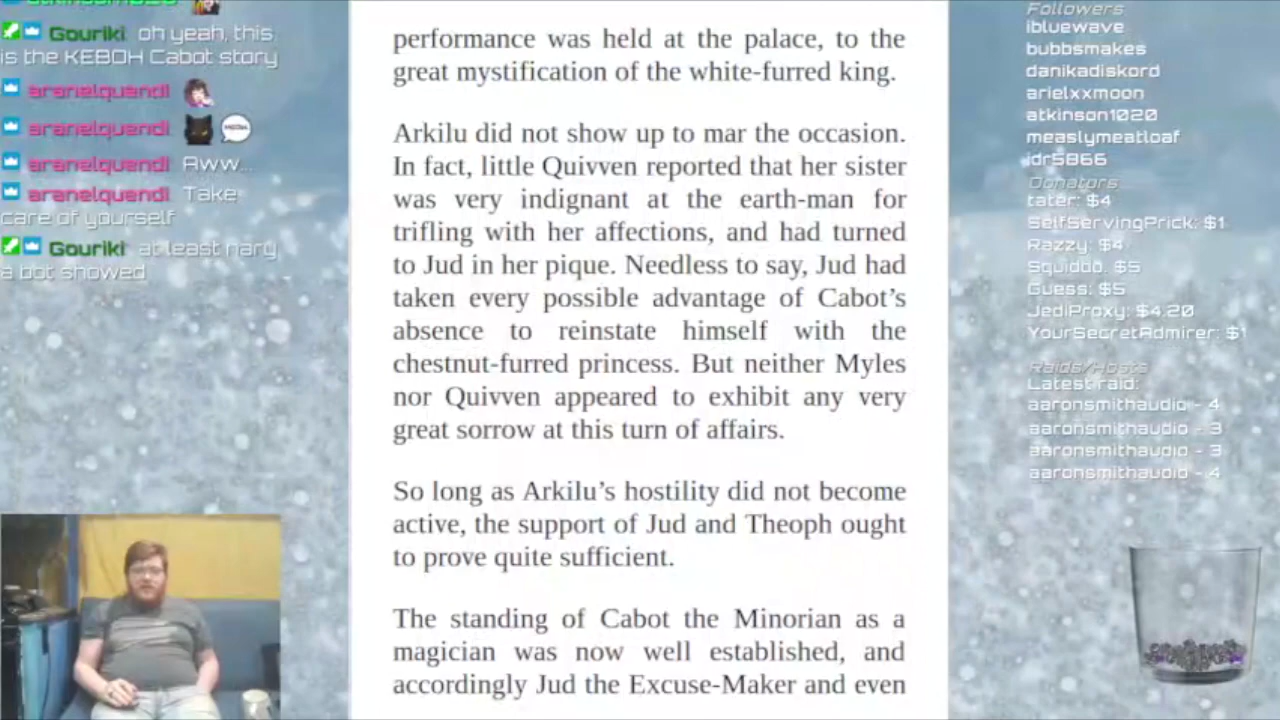 Gouriki oh yeah, this
is the KEBOH Cabot story
aranelquendi
aranelquendi
aranelquendi Aww...
aranelquendi Take
care of yourself
Gouriki at least nary
a bot showed
performance was held at the palace, to the
great mystification of the white-furred king.
Arkilu did not show up to mar the occasion.
In fact, little Quivven reported that her sister
was very indignant at the earth-man for
trifling with her affections, and had turned
to Jud in her pique. Needless to say, Jud had
taken every possible advantage of Cabot’s
absence to reinstate himself with the
chestnut-furred princess. But neither Myles
nor Quivven appeared to exhibit any very
great sorrow at this turn of affairs.
So long as Arkilu’s hostility did not become
active, the support of Jud and Theoph ought
to prove quite sufficient.
The standing of Cabot the Minorian as a
magician was now well established, and
accordingly Jud the Excuse-Maker and even
Followers
ibluewave
bubbsmakes
danikadiskord
arielxxmoon
atkinson1020
measlymeatloaf
idr5866
Donators
tater: $4
SelfServingPrick: $1
Razzy: $4
Squidoo: $5
Guess: $5
JediProxy: $4.20
YourSecretAdmirer: $1
Raids/Hosts
Latest raid:
aaronsmithaudio - 4
aaronsmithaudio - 3
aaronsmithaudio - 3
aaronsmithaudio - 4